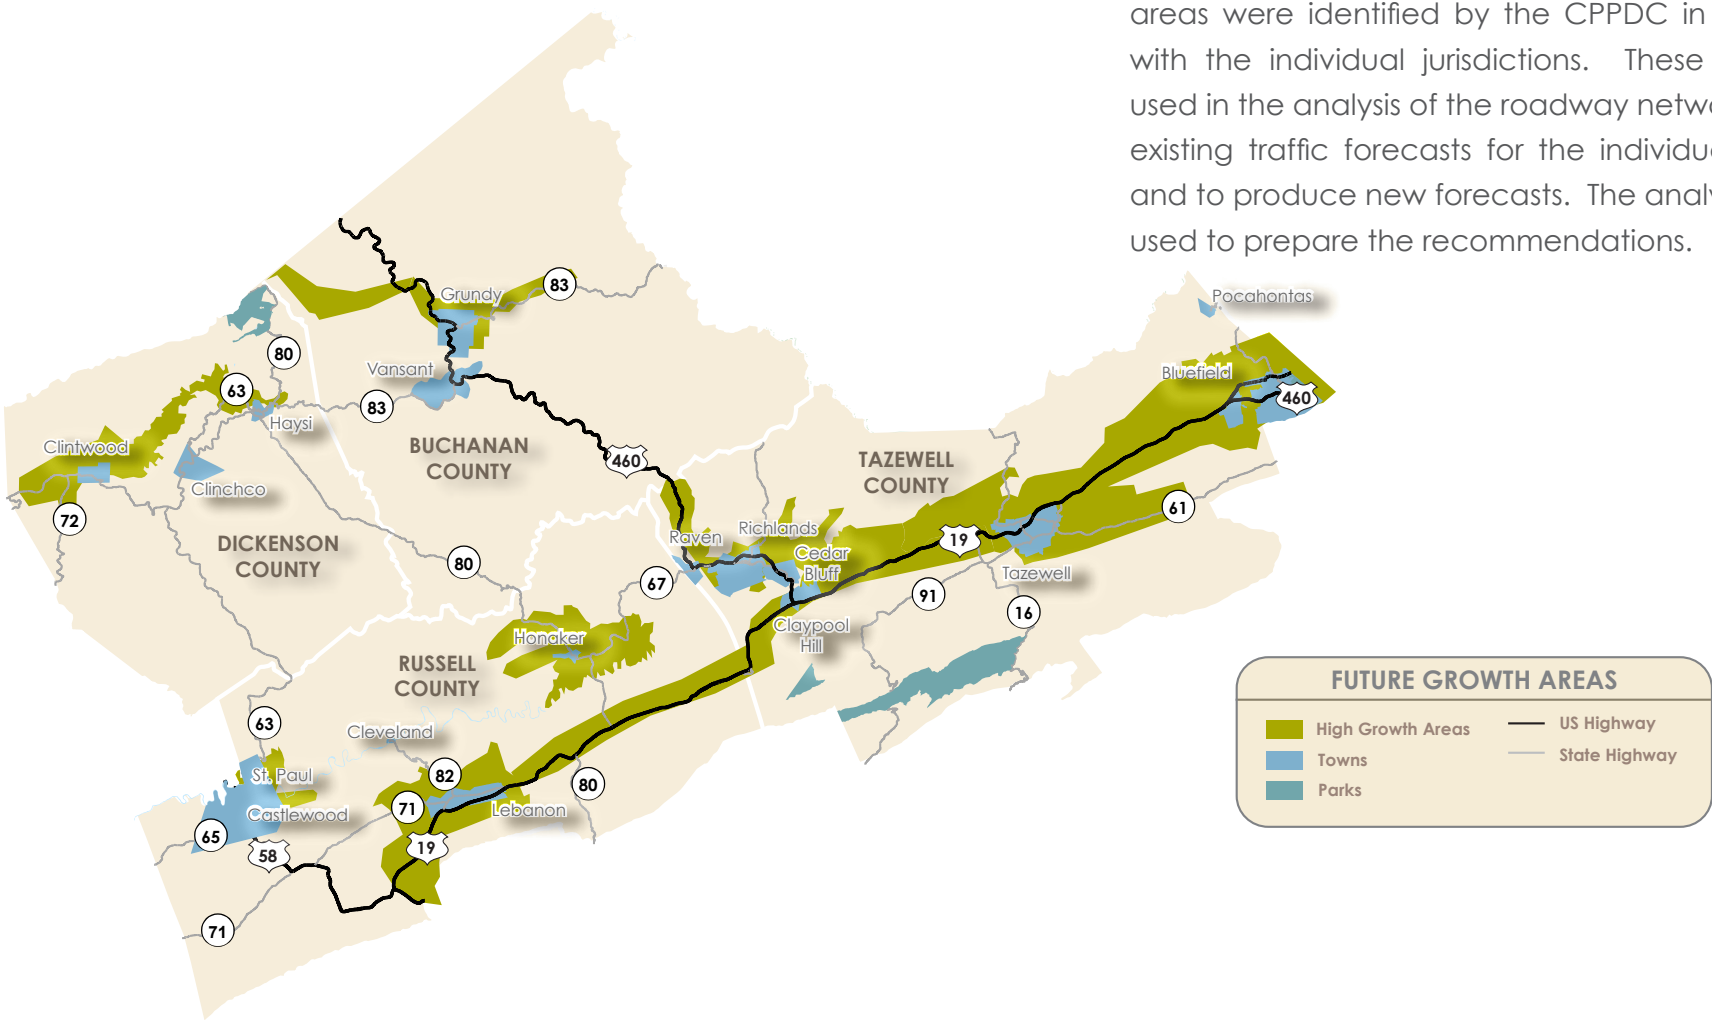 areas were identified by the CPPDC in
with the individual jurisdictions. These
used in the analysis of the roadway
existing traffic forecasts for the
and to produce new forecasts. The
used to prepare the recommendations.
Pocahontas
Grundy
83
80
Vansant
Bluefield
63
83
460
Haysi
Clintwood
BUCHANAN
COUNTY
460
TAZEWELL
COUNTY
Clinchco
72
61
Richlands
Raven
19
DICKENSON
COUNTY
Cedar
Bluff
80
67
Tazewell
91
16
Honaker
Claypool
Hill
RUSSELL
COUNTY
63
Cleveland
82
St. Paul
80
71
Lebanon
Castlewood
65
19
58
71
FUTURE GROWTH AREAS
High Growth Areas
Towns
Parks
US Highway
State Highway